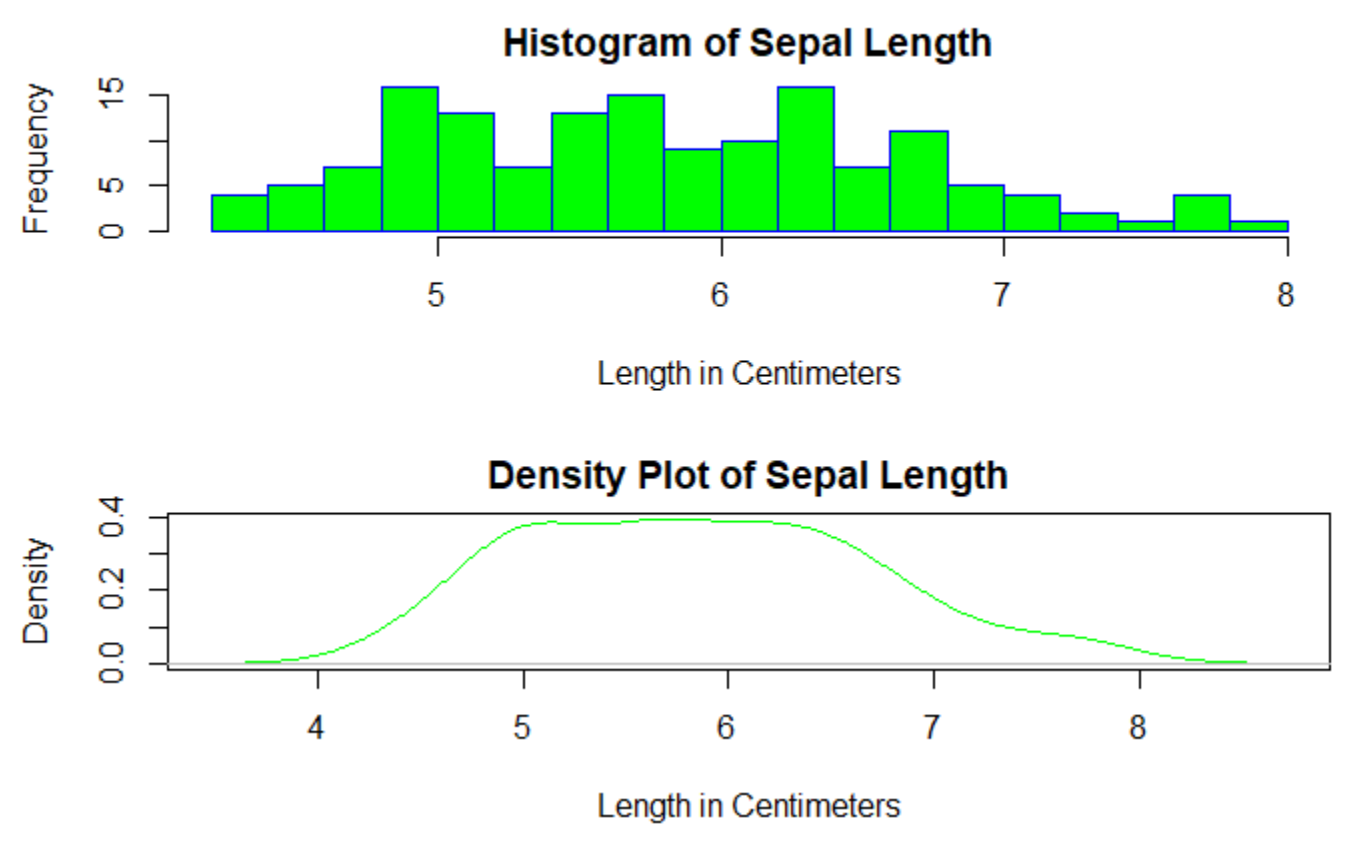 Histogram of Sepal Length
Frequency
15
5
0
5 6 7 8
Length in Centimeters
Density Plot of Sepal Length
Density
0.4
0.2
0.0
4 5 6 7 8
Length in Centimeters